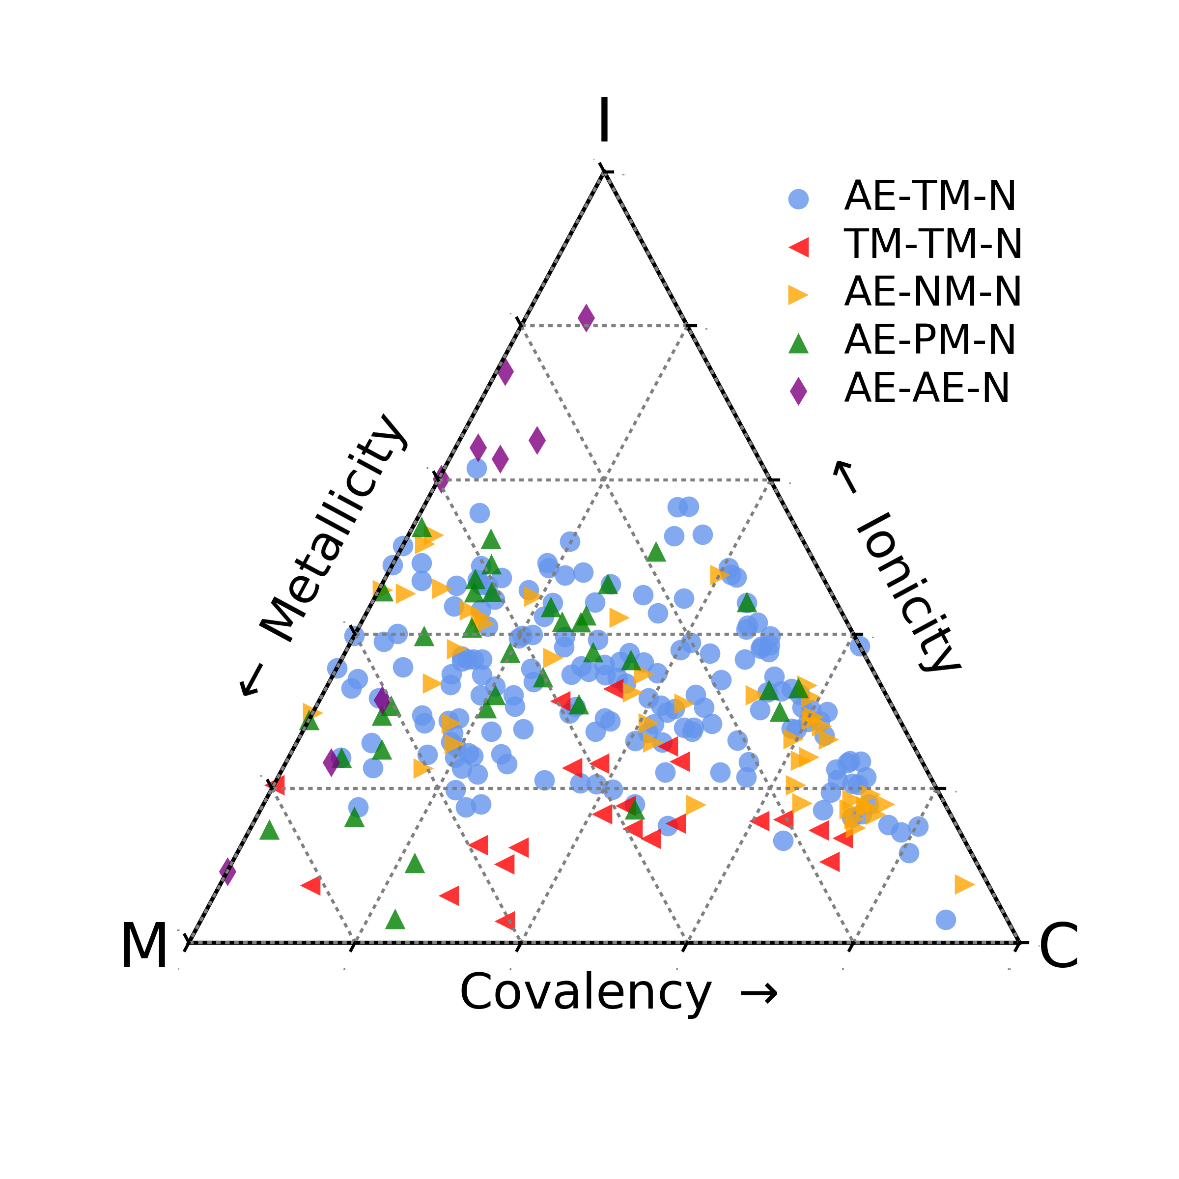 I
AE-TM-N
TM-TM-N
AE-NM-N
AE-PM-N
AE-AE-N
← Metallicity
← Ionicity
M
C
Covalency →